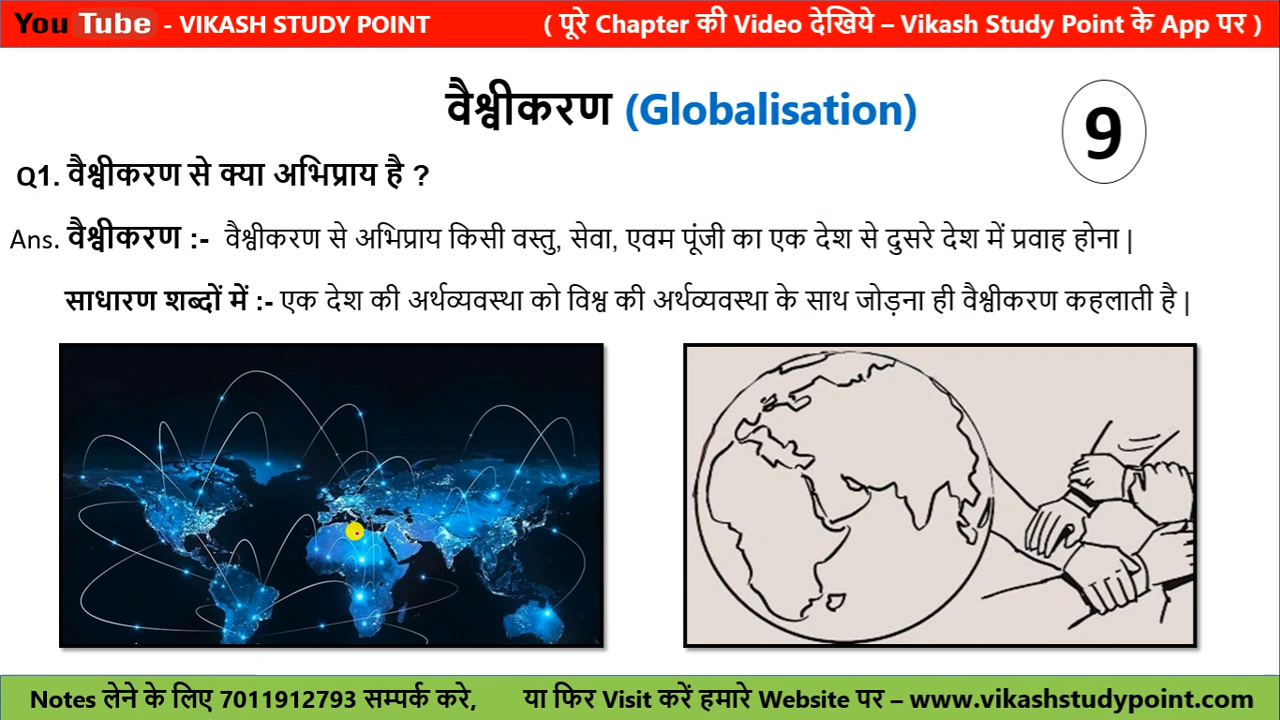 You Tube - VIKASH STUDY POINT ( पूरे Chapter की Video देखिये – Vikash Study Point के App पर )
वैश्वीकरण (Globalisation)
9
Q1. वैश्वीकरण से क्या अभिप्राय है ?
Ans. वैश्वीकरण :- वैश्वीकरण से अभिप्राय किसी वस्तु, सेवा, एवम पूंजी का एक देश से दुसरे देश में प्रवाह होना |
साधारण शब्दों में :- एक देश की अर्थव्यवस्था को विश्व की अर्थव्यवस्था के साथ जोड़ना ही वैश्वीकरण कहलाती है |
Notes लेने के लिए 7011912793 सम्पर्क करे, या फिर Visit करें हमारे Website पर – www.vikashstudypoint.com